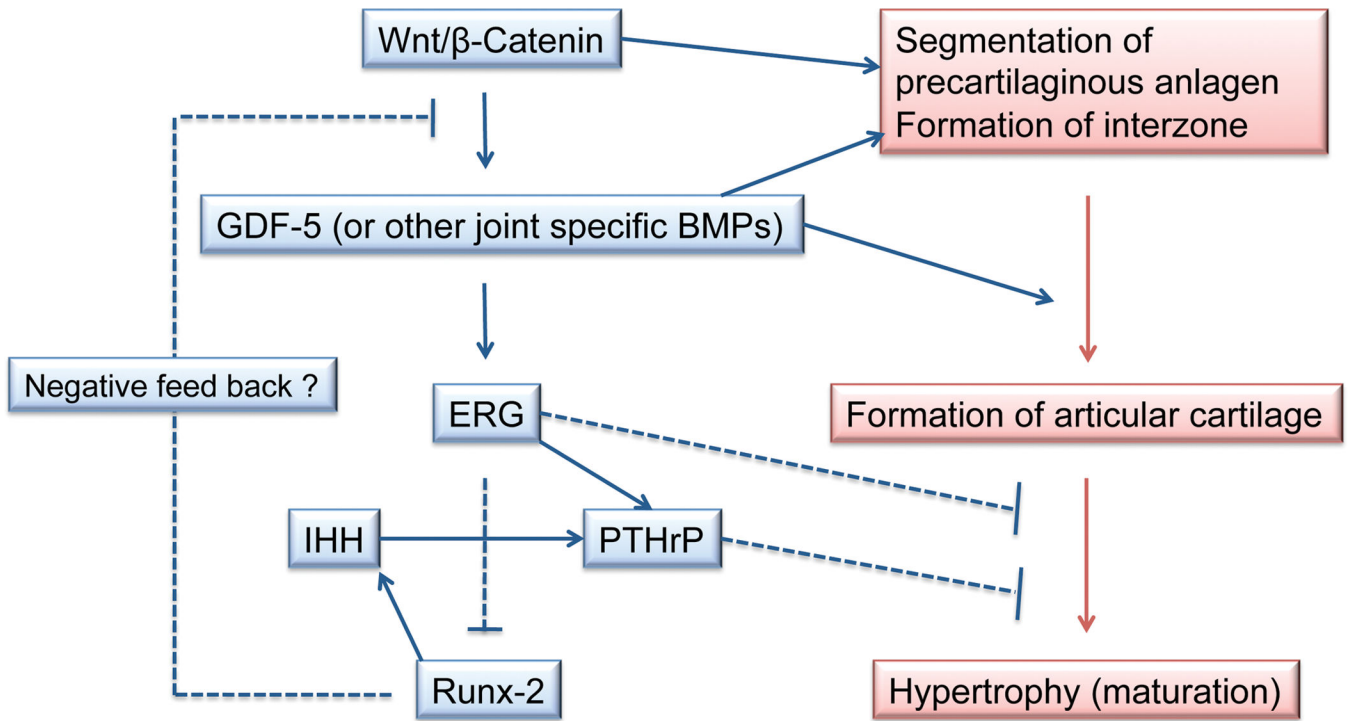 Wnt/β-Catenin
Segmentation of
precartilaginous anlagen
Formation of interzone
GDF-5 (or other joint specific BMPs)
Negative feed back ?
ERG
Formation of articular cartilage
IHH
PTHrP
Runx-2
Hypertrophy (maturation)